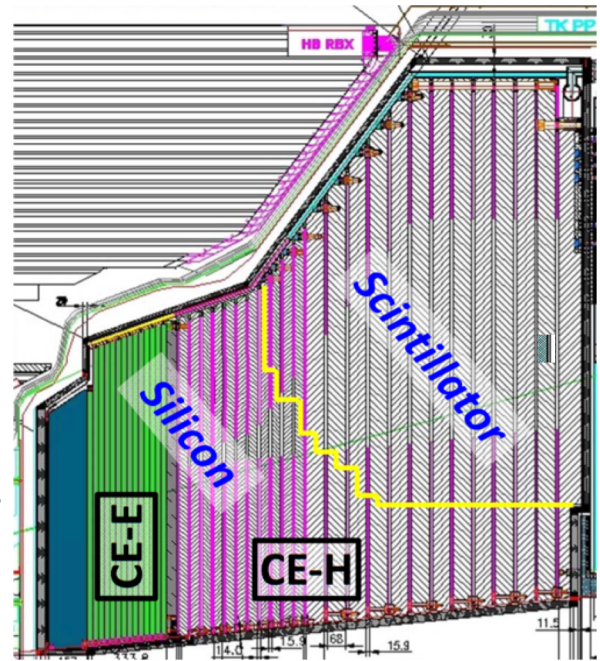 HB RBX
TK PP
Scintillator
Silicon
CE-E
CE-H
11.5
15.9
68
15.9
14.0